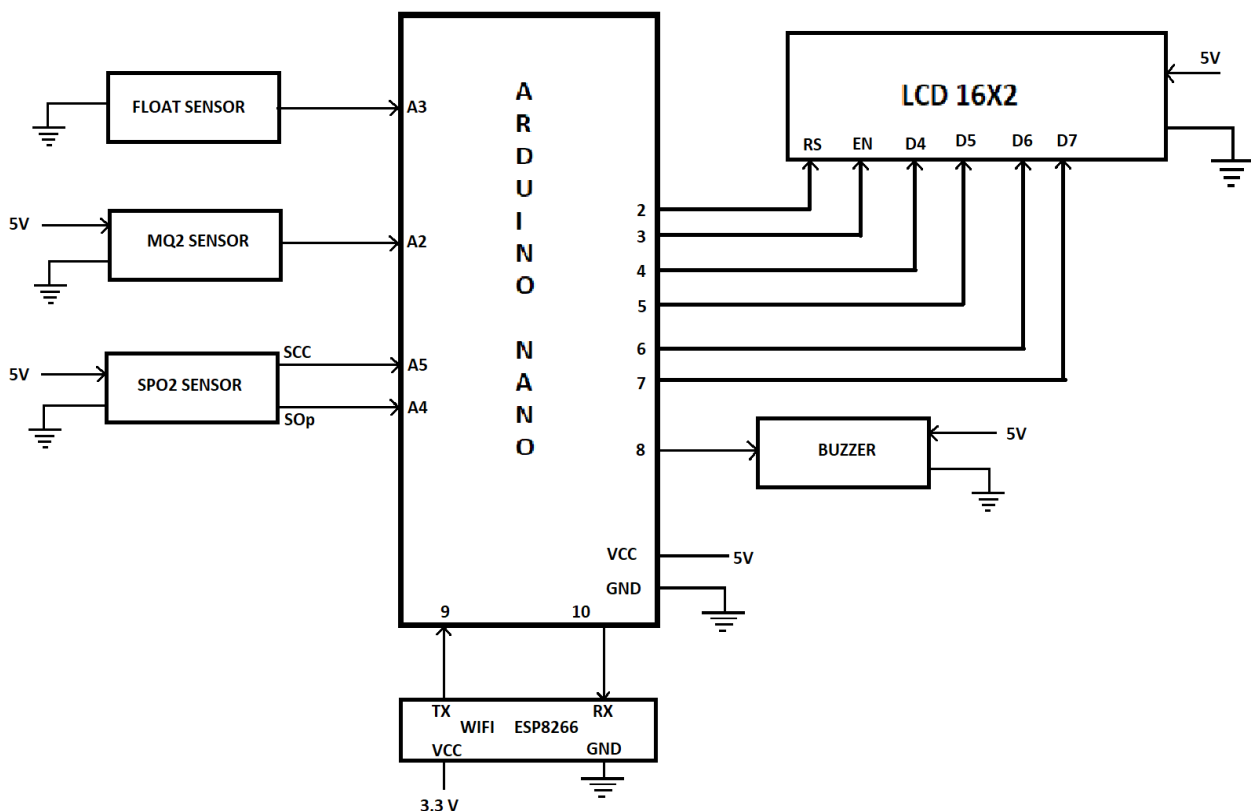 FLOAT SENSOR
A3
5V
MQ2 SENSOR
A2
5V
SPO2 SENSOR
SCC
SOp
A5
A4
ARDUINO NANO
LCD 16X2
5V
RS EN D4 D5 D6 D7
2
3
4
5
6
7
8
BUZZER
5V
VCC
5V
GND
9 10
TX RX
WIFI ESP8266
VCC GND
3.3 V